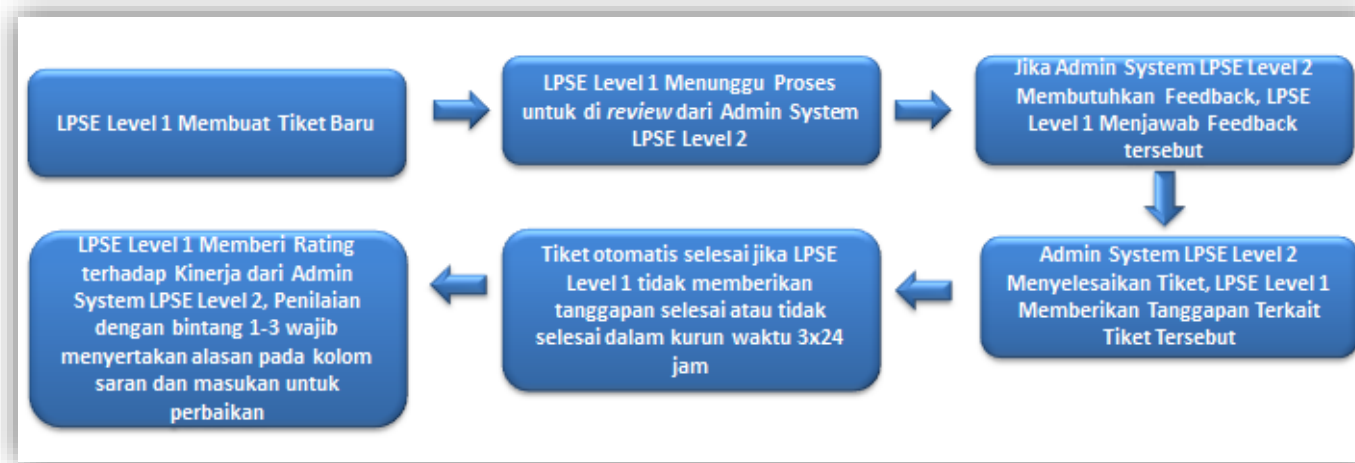 LPSE Level 1 Membuat Tiket Baru
LPSE Level 1 Menunggu Proses
untuk di review dari Admin System
LPSE Level 2
Jika Admin System LPSE Level 2
Membutuhkan Feedback, LPSE
Level 1 Menjawab Feedback
tersebut
Admin System LPSE Level 2
Menyelesaikan Tiket, LPSE Level 1
Memberikan Tanggapan Terkait
Tiket Tersebut
Tiket otomatis selesai jika LPSE
Level 1 tidak memberikan
tanggapan selesai atau tidak
selesai dalam kurun waktu 3x24
jam
LPSE Level 1 Memberi Rating
terhadap Kinerja dari Admin
System LPSE Level 2, Penilaian
dengan bintang 1-3 wajib
menyertakan alasan pada kolom
saran dan masukan untuk
perbaikan